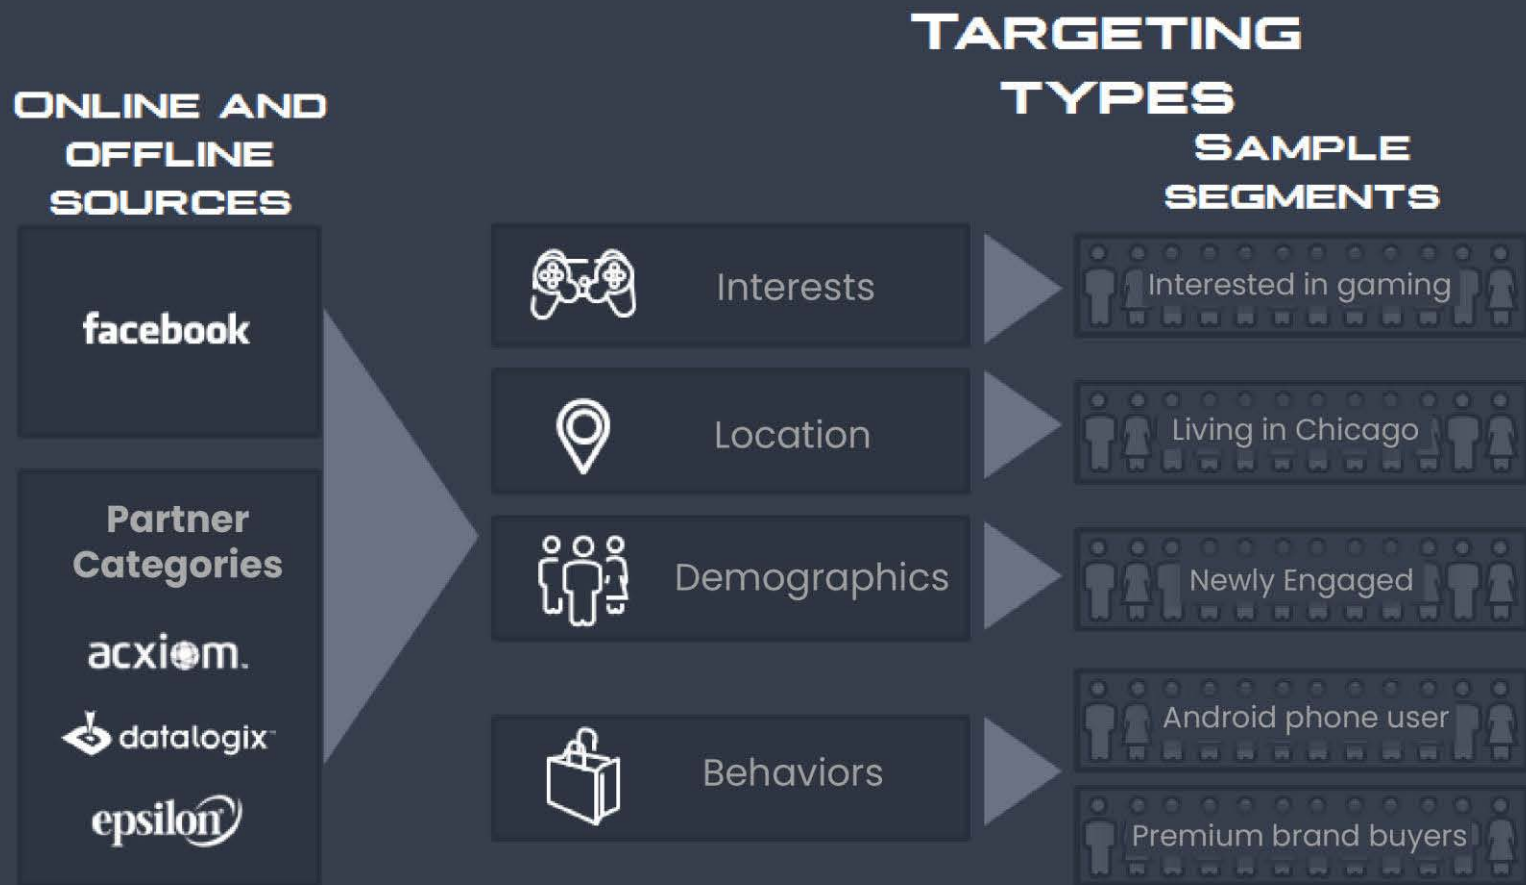 TARGETING
TYPES
ONLINE AND
OFFLINE
SOURCES
SAMPLE
SEGMENTS
facebook
Partner
Categories
acxiom.
datalogix™
epsilon
Interests
Interested in gaming
Location
Living in Chicago
Demographics
Newly Engaged
Behaviors
Android phone user
Premium brand buyers